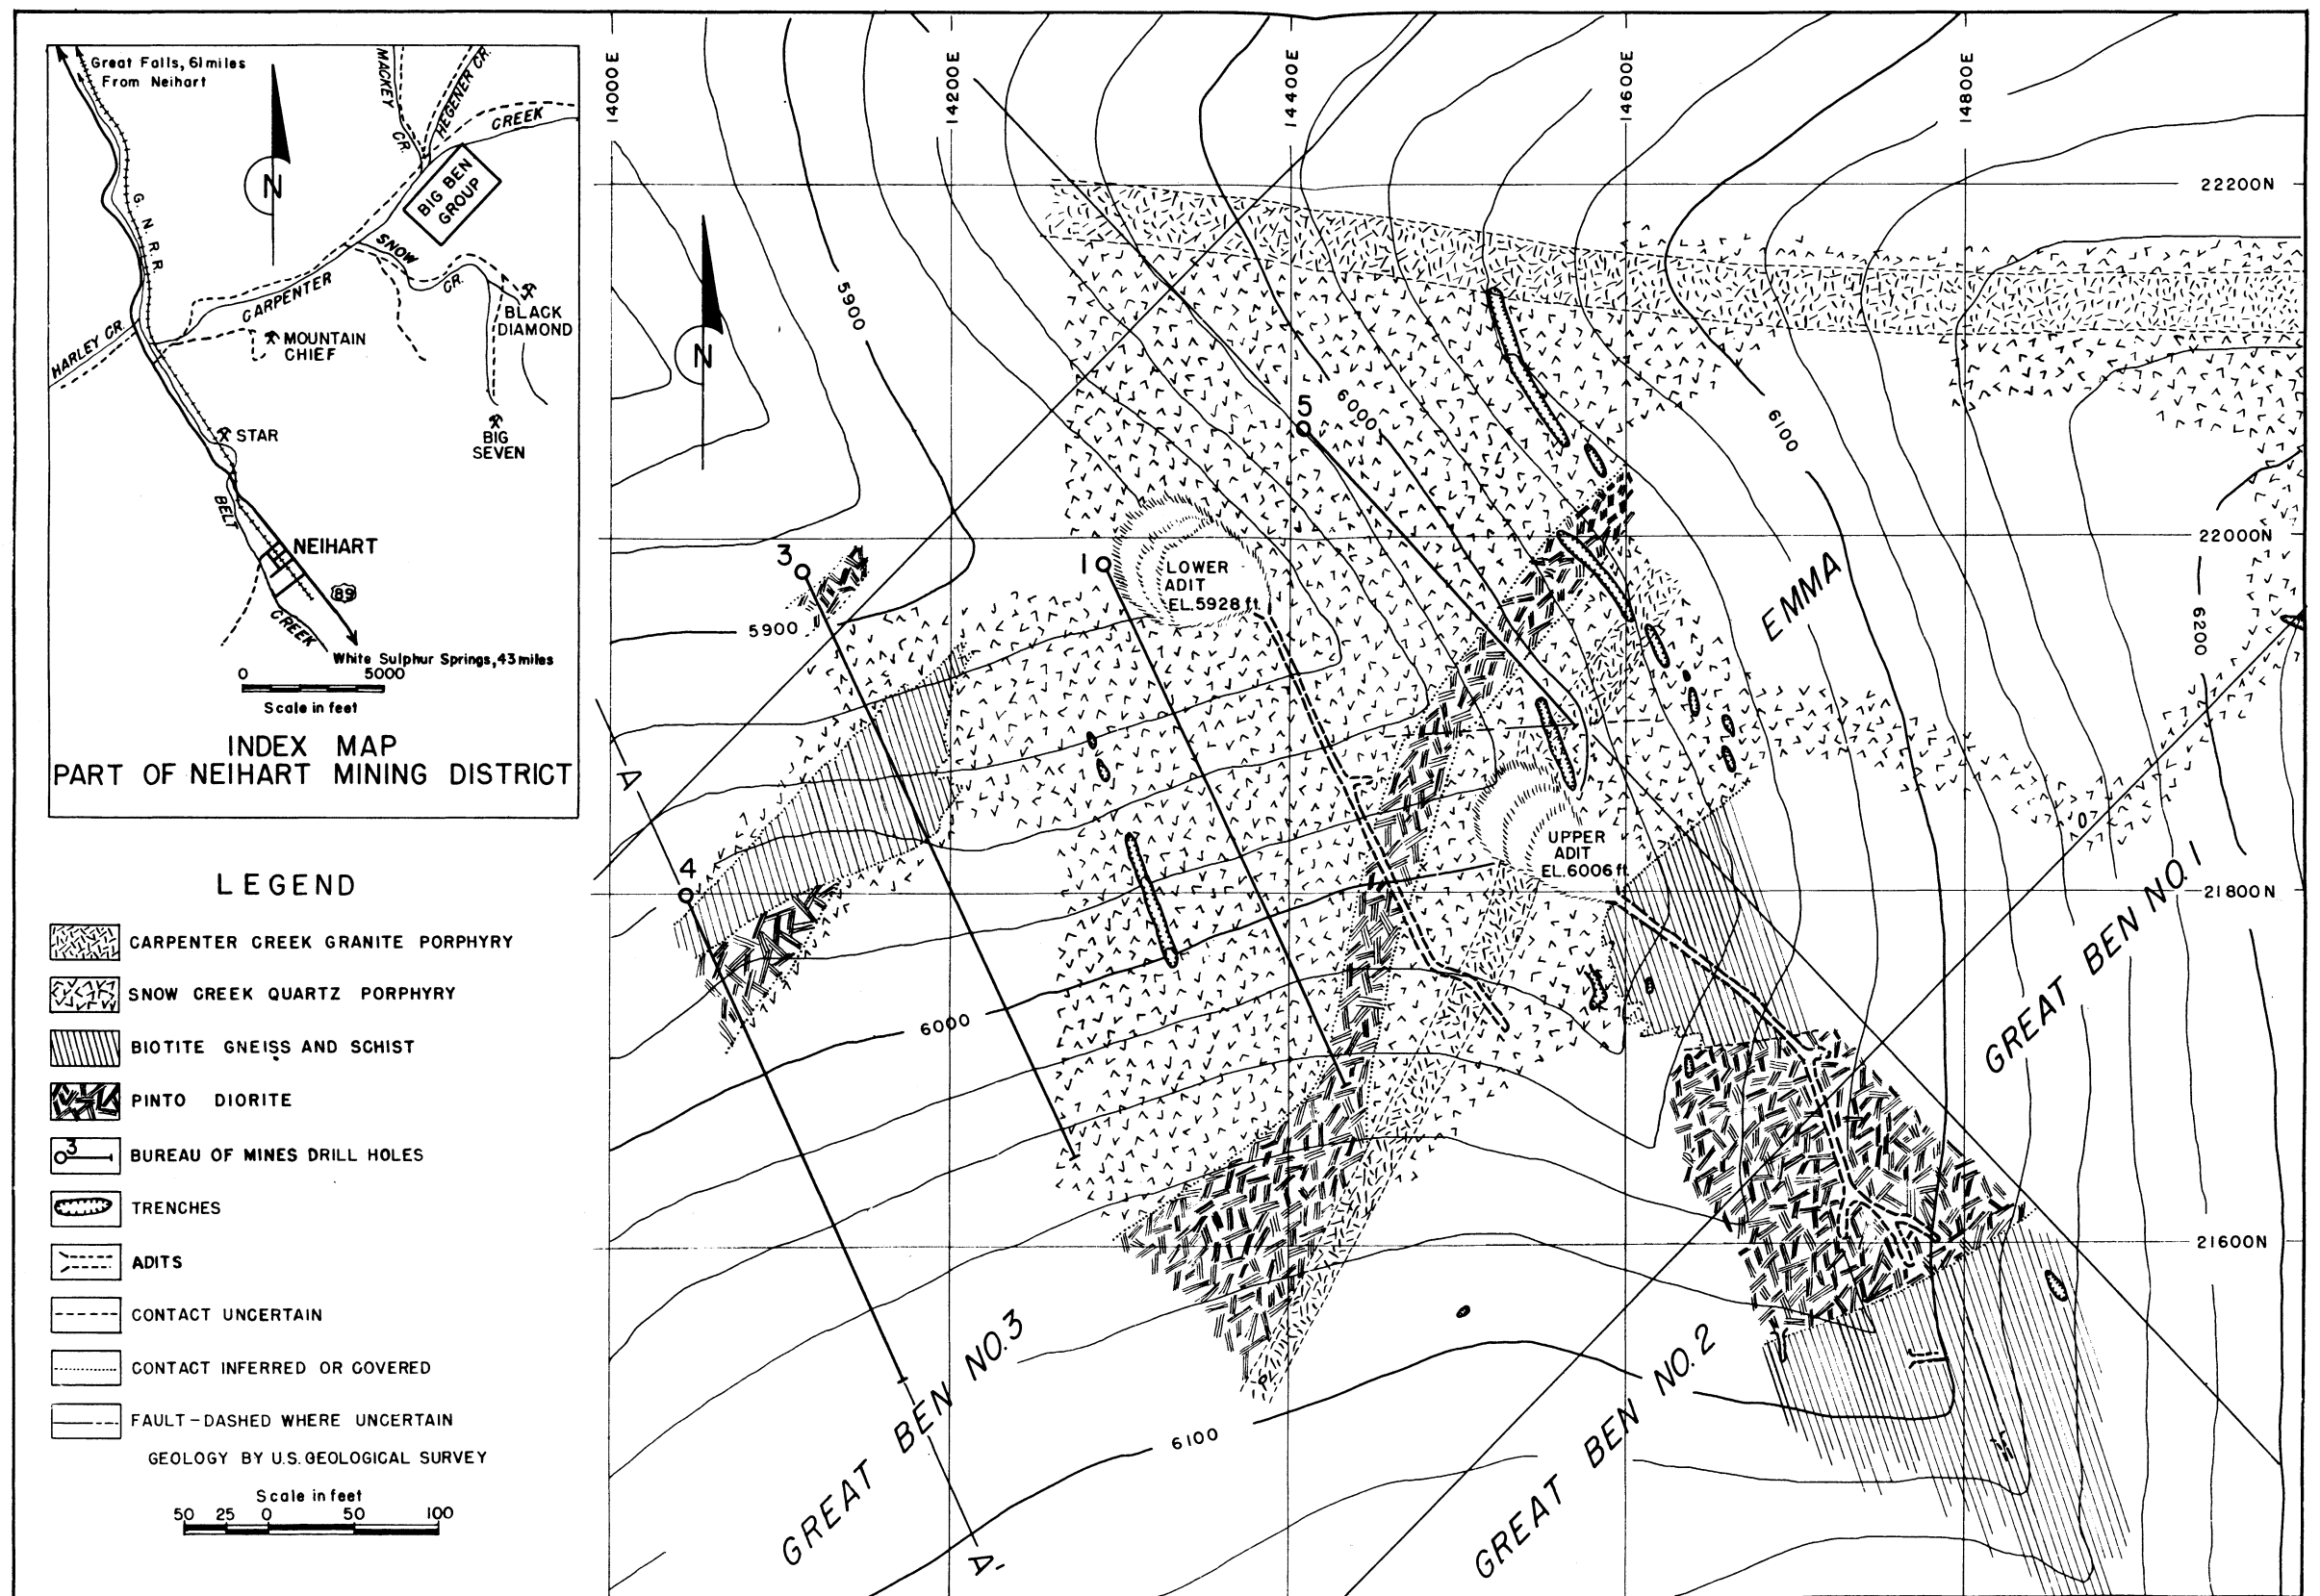 Great Falls, 61 miles
From Neihart
MACKEY
CR.
HEGENER CR.
CREEK
BIG BEN
GROUP
N
G. N. R. R.
SNOW
CR.
CARPENTER
BLACK
DIAMOND
HARLEY CR.
MOUNTAIN
CHIEF
STAR
BIG
SEVEN
BELT
NEIHART
89
CREEK
White Sulphur Springs, 43 miles
0 5000
Scale in feet
INDEX MAP
PART OF NEIHART MINING DISTRICT
LEGEND
CARPENTER CREEK GRANITE PORPHYRY
SNOW CREEK QUARTZ PORPHYRY
BIOTITE GNEISS AND SCHIST
PINTO DIORITE
3
BUREAU OF MINES DRILL HOLES
TRENCHES
ADITS
CONTACT UNCERTAIN
CONTACT INFERRED OR COVERED
FAULT-DASHED WHERE UNCERTAIN
GEOLOGY BY U.S. GEOLOGICAL SURVEY
Scale in feet
50 25 0 50 100
14000E
14200E
14400E
14600E
14800E
22200N
N
5900
5
6000
6100
22000N
3
1
LOWER
ADIT
EL. 5928 ft.
EMMA
6200
5900
A
UPPER
ADIT
EL. 6006 ft.
4
21800N
GREAT BEN NO. 1
6000
21600N
GREAT BEN NO. 3
GREAT BEN NO. 2
6100
A'